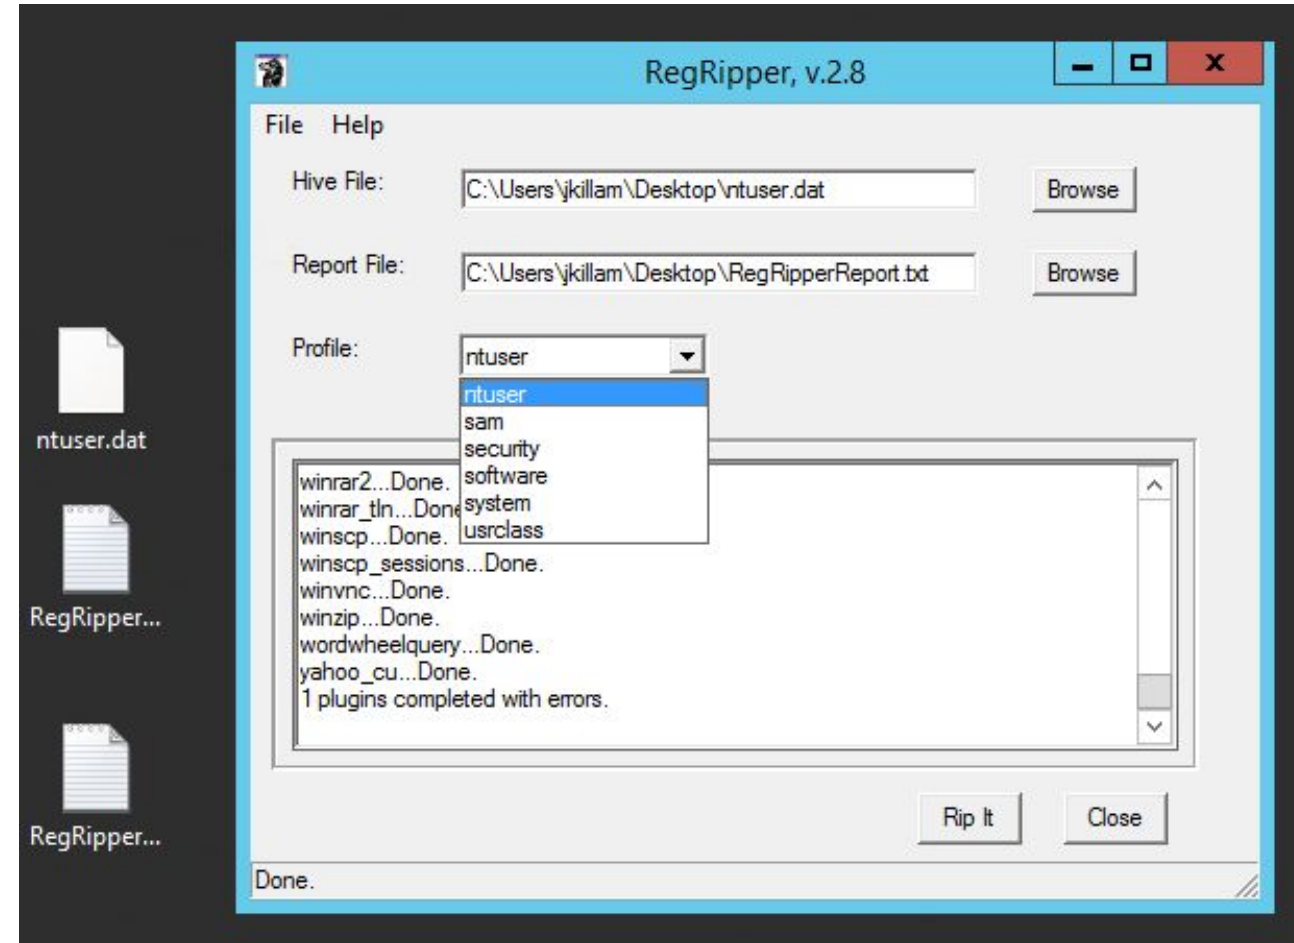 RegRipper, v.2.8
File Help
Hive File: C:\Users\jkillam\Desktop\ntuser.dat Browse
Report File: C:\Users\jkillam\Desktop\RegRipperReport.txt Browse
Profile: ntuser
ntuser
sam
security
software
system
usrclass
winrar2...Done.
winrar_tln...Done
winscp...Done.
winscp_sessions...Done.
winvnc...Done.
winzip...Done.
wordwheelquery...Done.
yahoo_cu...Done.
1 plugins completed with errors.
Rip It Close
Done.
ntuser.dat
RegRipper...
RegRipper...